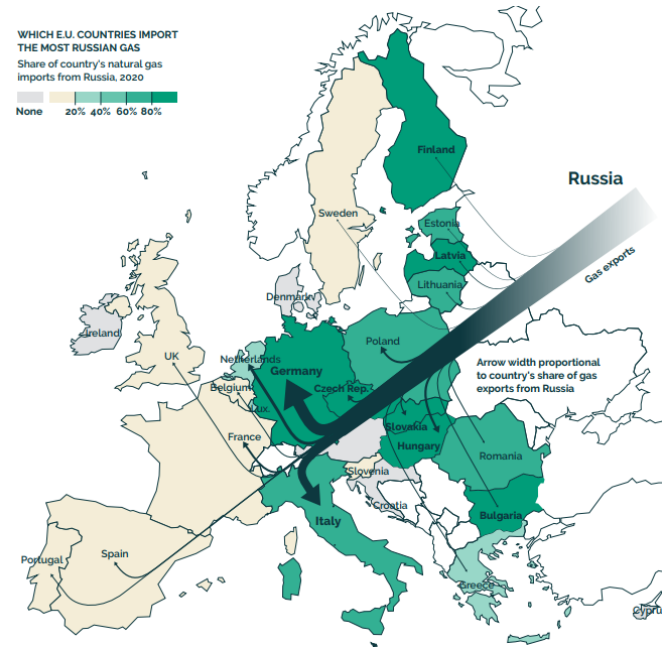 WHICH E.U. COUNTRIES IMPORT
THE MOST RUSSIAN GAS
Share of country's natural gas
imports from Russia, 2020
None 20% 40% 60% 80%
Finland
Russia
Sweden
Estonia
Gas exports
Latvia
Lithuania
Denmark
Ireland
UK
Netherlands
Poland
Germany
Arrow width proportional
to country's share of gas
exports from Russia
Belgium
Czech Rep.
Lux.
Slovakia
France
Hungary
Romania
Slovenia
Croatia
Italy
Bulgaria
Spain
Portugal
Greece
Cyprus